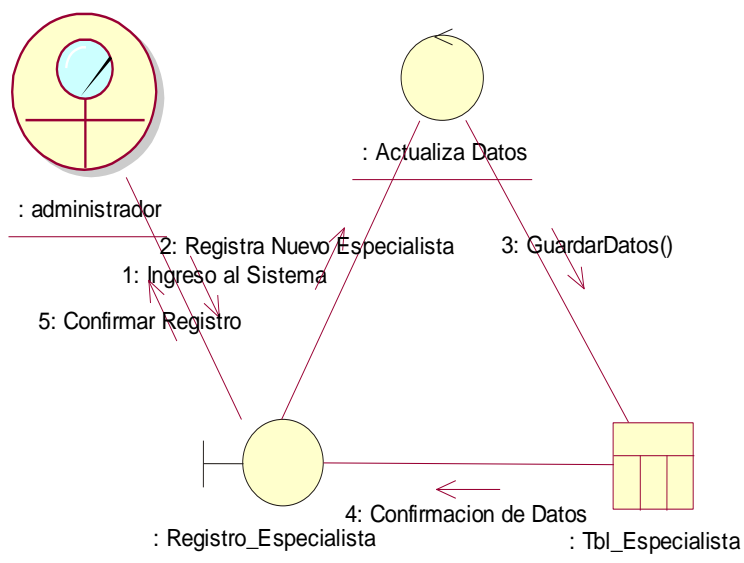 : Actualiza Datos
: administrador
2: Registra Nuevo Especialista
3: GuardarDatos()
1: Ingreso al Sistema
5: Confirmar Registro
4: Confirmacion de Datos
: Registro_Especialista
: Tbl_Especialista